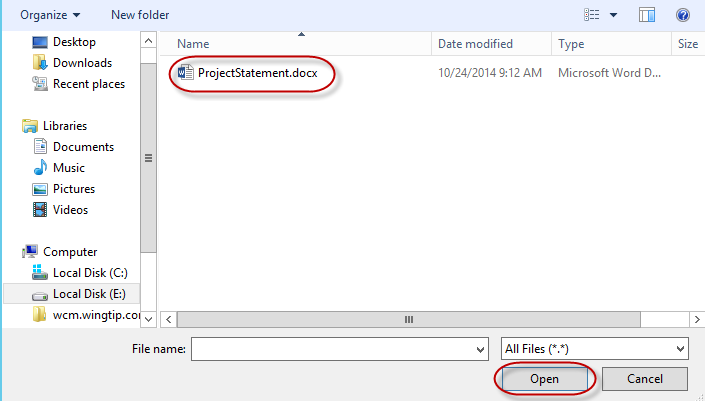 Organize New folder
Name Date modified Type Size
Desktop
Downloads
Recent places
Libraries
Documents
Music
Pictures
Videos
Computer
Local Disk (C:)
Local Disk (E:)
wcm.wingtip.co
ProjectStatement.docx 10/24/2014 9:12 AM Microsoft Word D...
File name: All Files (*.*)
Open Cancel